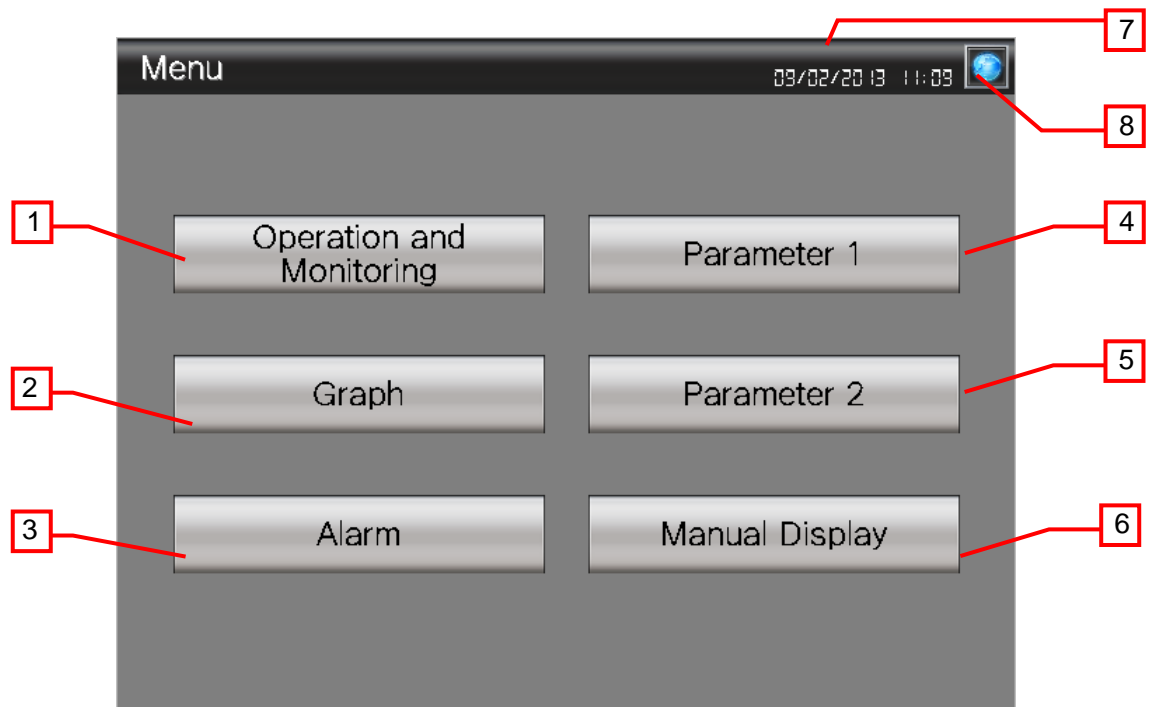 7
Menu
09/02/2013 11:09
8
1
Operation and
Monitoring
4
Parameter 1
2
Graph
5
Parameter 2
3
Alarm
6
Manual Display